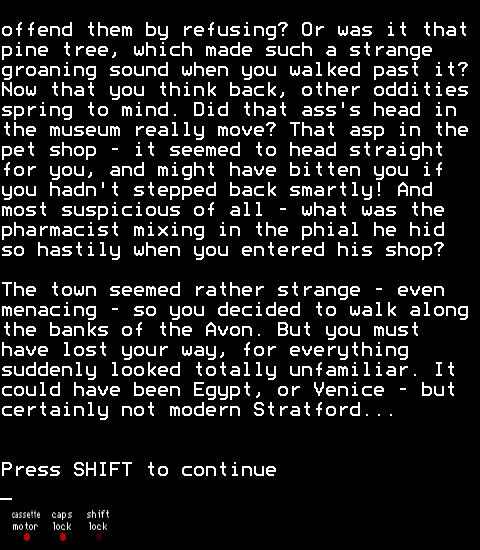 offend them by refusing? Or was it that
pine tree, which made such a strange
groaning sound when you walked past it?
Now that you think back, other oddities
spring to mind. Did that ass's head in
the museum really move? That asp in the
pet shop - it seemed to head straight
for you, and might have bitten you if
you hadn't stepped back smartly! And
most suspicious of all - what was the
pharmacist mixing in the phial he hid
so hastily when you entered his shop?

The town seemed rather strange - even
menacing - so you decided to walk along
the banks of the Avon. But you must
have lost your way, for everything
suddenly looked totally unfamiliar. It
could have been Egypt, or Venice - but
certainly not modern Stratford...

Press SHIFT to continue
cassette motor
caps lock
shift lock